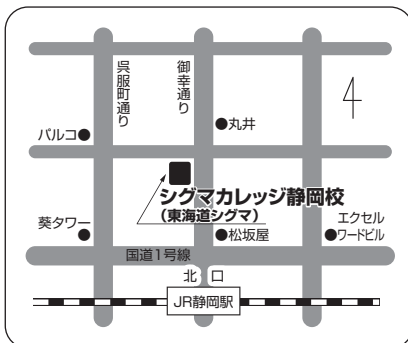 呉服町通り
御幸通り
●丸井
パルコ●
シグマカレッジ静岡校
(東海道シグマ)
葵タワー
●
●松坂屋
エクセル
●ワードビル
国道1号線
北口
JR静岡駅